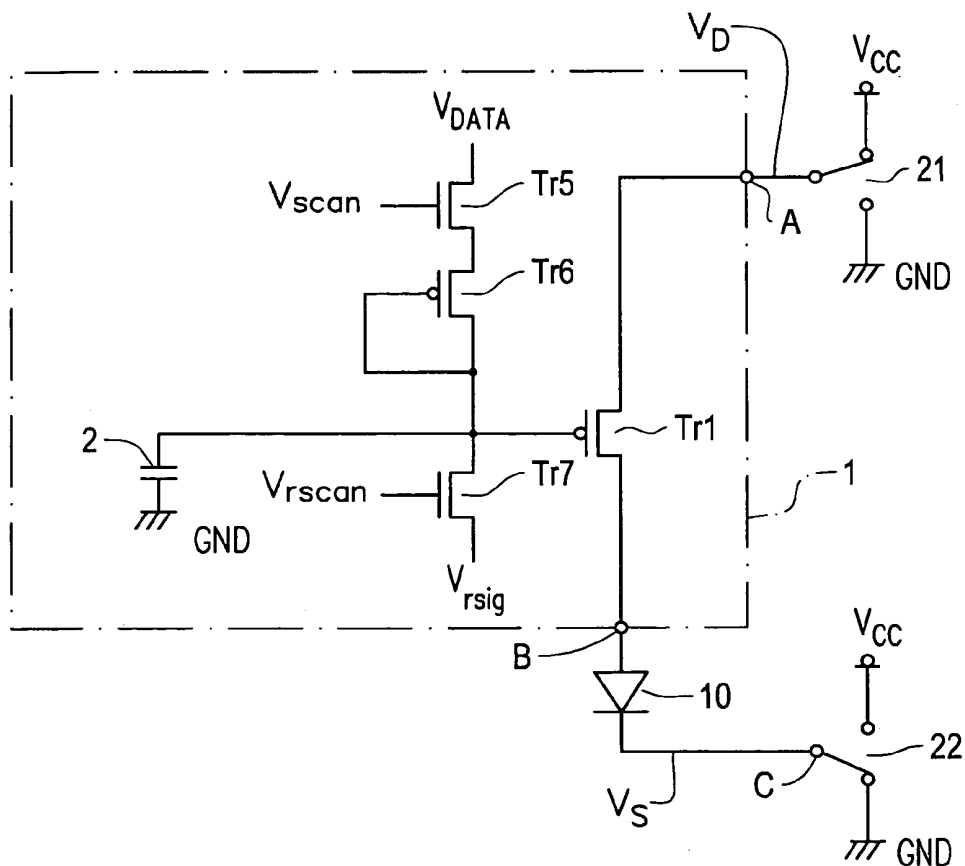 V_D
V_CC
V_DATA
Tr5
21
V_scan
A
Tr6
GND
2
Tr1
V_rscan
Tr7
1
GND
V_rsig
B
V_CC
10
22
V_S
C
GND